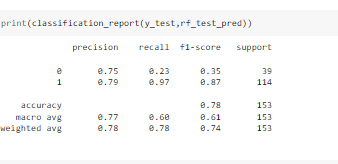 print(classification_report(y_test,rf_test_pred))
precision recall f1-score support
0 0.75 0.23 0.35 39
1 0.79 0.97 0.87 114
accuracy 0.78 153
macro avg 0.77 0.60 0.61 153
weighted avg 0.78 0.78 0.74 153